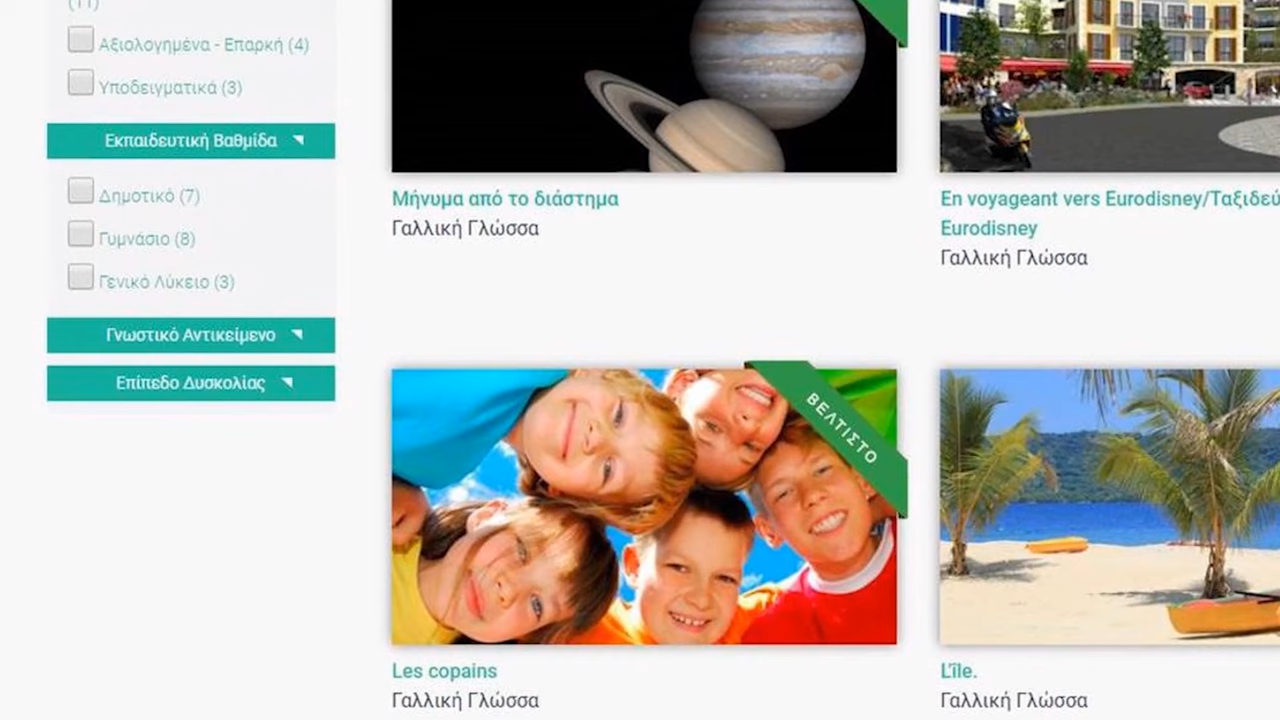 (11)
Αξιολογημένα - Επαρκή (4)
Υποδειγματικά (3)
Εκπαιδευτική Βαθμίδα
Δημοτικό (7)
Γυμνάσιο (8)
Γενικό Λύκειο (3)
Γνωστικό Αντικείμενο
Επίπεδο Δυσκολίας
Μήνυμα από το διάστημα
Γαλλική Γλώσσα
En voyageant vers Eurodisney/Ταξιδεύ
Eurodisney
Γαλλική Γλώσσα
ΒΕΛΤΙΣΤΟ
Les copains
Γαλλική Γλώσσα
L'île.
Γαλλική Γλώσσα